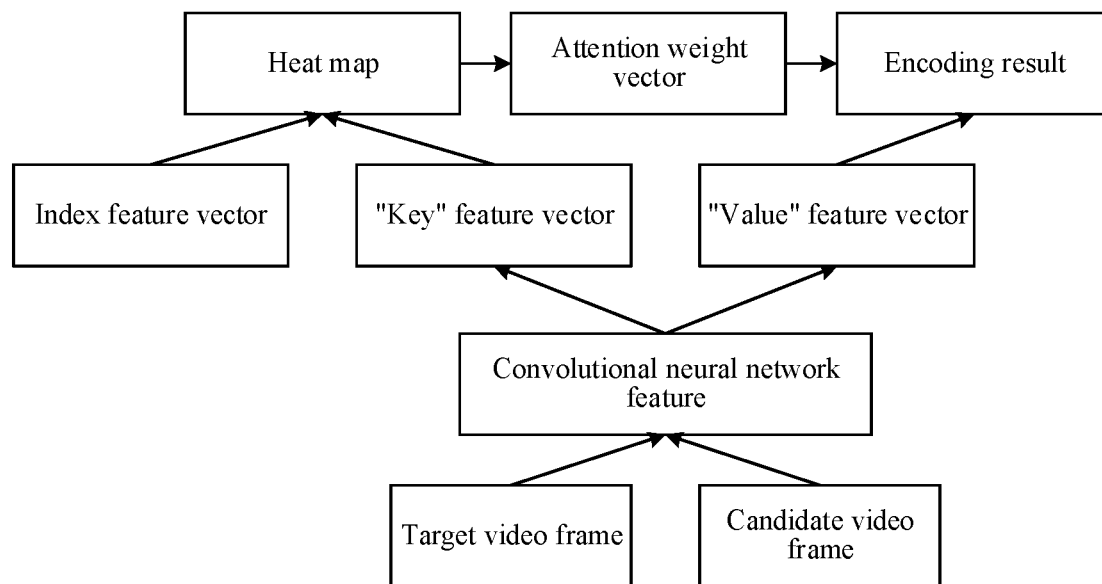 Heat map
Attention weight
vector
Encoding result
Index feature vector
"Key" feature vector
"Value" feature vector
Convolutional neural network
feature
Target video frame
Candidate video
frame